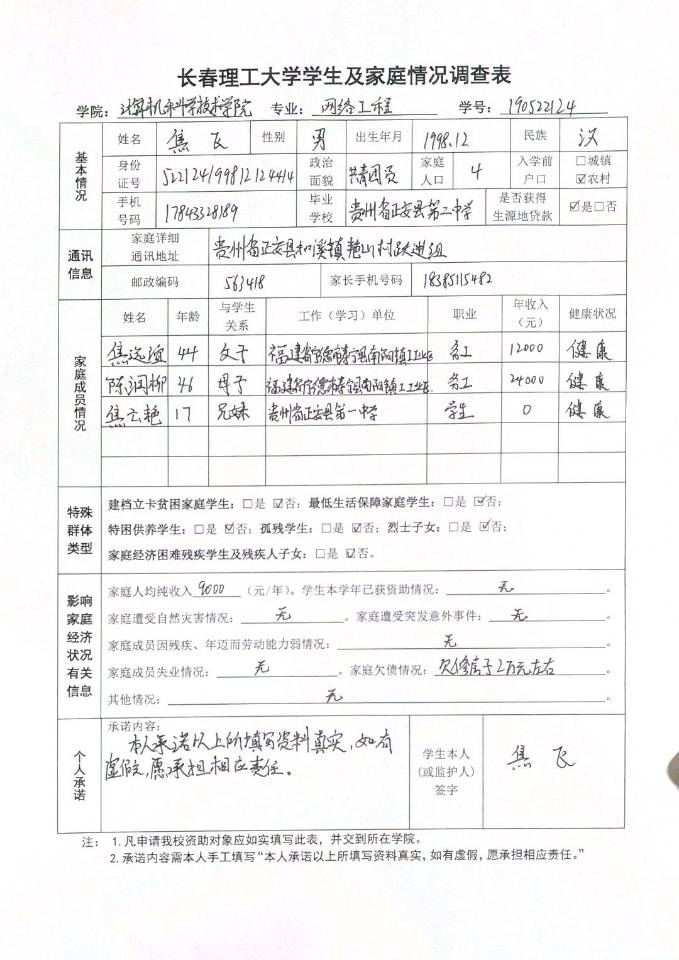 长春理工大学学生及家庭情况调查表
学院：计算机科学技术学院 专业：网络工程 学号：190522124
基本情况
姓名 焦飞 性别 男 出生年月 1998.12 民族 汉
身份证号 522124199812124414 政治面貌 共青团员 家庭人口 4 入学前户口 □城镇 ☑农村
手机号码 17843328189 毕业学校 贵州省正安县第二中学 是否获得生源地贷款 ☑是□否
通讯信息
家庭详细通讯地址 贵州省正安县和溪镇艳山村跃进组
邮政编码 563418 家长手机号码 18385115482
家庭成员情况
姓名 年龄 与学生关系 工作（学习）单位 职业 年收入（元） 健康状况
焦远谊 44 父子 福建省宁德市寿宁县南阳镇工业区 务工 12000 健康
陈润柳 46 母子 福建省宁德市寿宁县南阳镇工业区 务工 24000 健康
焦云艳 17 兄妹 贵州省正安县第一中学 学生 0 健康
特殊群体类型
建档立卡贫困家庭学生：□是 ☑否；最低生活保障家庭学生：□是 ☑否；
特困供养学生：□是 ☑否；孤残学生：□是 ☑否；烈士子女：□是 ☑否；
家庭经济困难残疾学生及残疾人子女：□是 ☑否。
影响家庭经济状况有关信息
家庭人均纯收入 9000 （元/年）。学生本学年已获资助情况： 无 。
家庭遭受自然灾害情况： 无 。家庭遭受突发意外事件： 无 。
家庭成员因残疾、年迈而劳动能力弱情况： 无 。
家庭成员失业情况： 无 。家庭欠债情况：欠修房子2万元左右 。
其他情况： 无 。
个人承诺
承诺内容：
本人承诺以上所填写资料真实，如有
虚假，愿承担相应责任。
学生本人（或监护人）签字
焦飞
注： 1.凡申请我校资助对象应如实填写此表，并交到所在学院。
2.承诺内容需本人手工填写“本人承诺以上所填写资料真实，如有虚假，愿承担相应责任。”